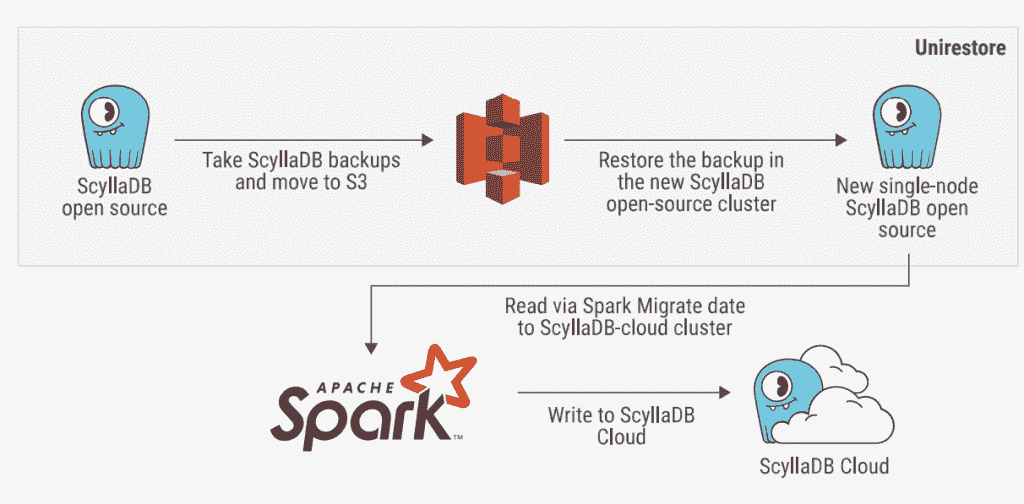 Unirestore
ScyllaDB
open source
Take ScyllaDB backups
and move to S3
Restore the backup in
the new ScyllaDB
open-source cluster
New single-node
ScyllaDB open
source
Read via Spark Migrate date
to ScyllaDB-cloud cluster
APACHE
Spark™
Write to ScyllaDB
Cloud
ScyllaDB Cloud